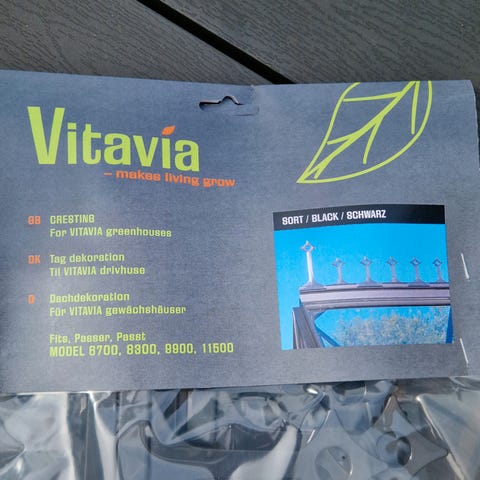 Vitavia
– makes living grow
GB CRESTING
For VITAVIA greenhouses
DK Tag dekoration
Til VITAVIA drivhuse
D Dachdekoration
Für VITAVIA gewächshäuser
Fits, Passer, Passt
MODEL 6700, 8300, 9900, 11500
SORT / BLACK / SCHWARZ